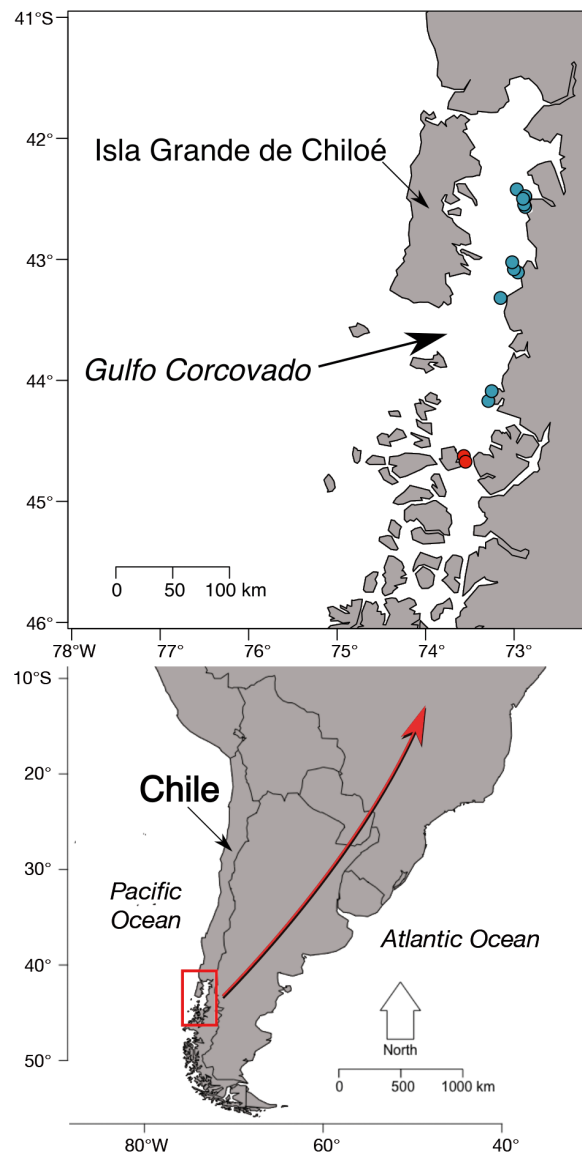 41°S
42°
Isla Grande de Chiloé
43°
Gulfo Corcovado
44°
45°
0 50 100 km
46°
78°W 77° 76° 75° 74° 73°
10°S
20°
Chile
30°
Pacific
Ocean
Atlantic Ocean
40°
North
50°
0 500 1000 km
80°W 60° 40°